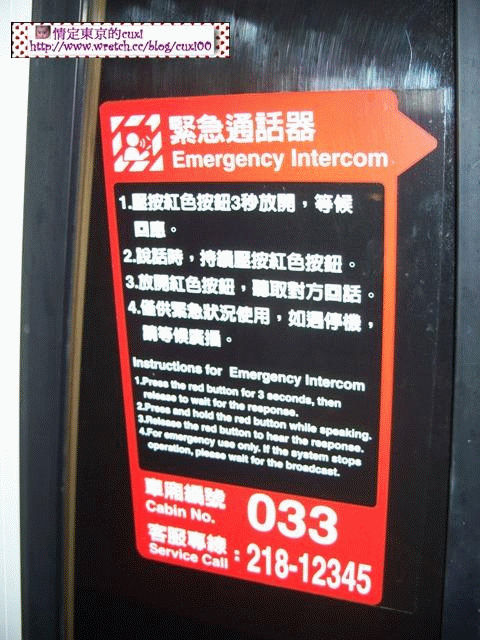 情定東京的cux!
http://www.wretch.cc/blog/cux100
緊急通話器
Emergency Intercom
1.壓按紅色按鈕3秒放開，等候
回應。
2.說話時，持續壓按紅色按鈕。
3.放開紅色按鈕，聽取對方回話。
4.僅供緊急狀況使用，如遇停機，
請等候廣播。
Instructions for Emergency Intercom
1.Press the red button for 3 seconds, then
release to wait for the response.
2.Press and hold the red button while speaking.
3.Release the red button to hear the response.
4.For emergency use only. If the system stops
operation, please wait for the broadcast.
車廂編號
Cabin No. 033
客服專線
Service Call : 218-12345